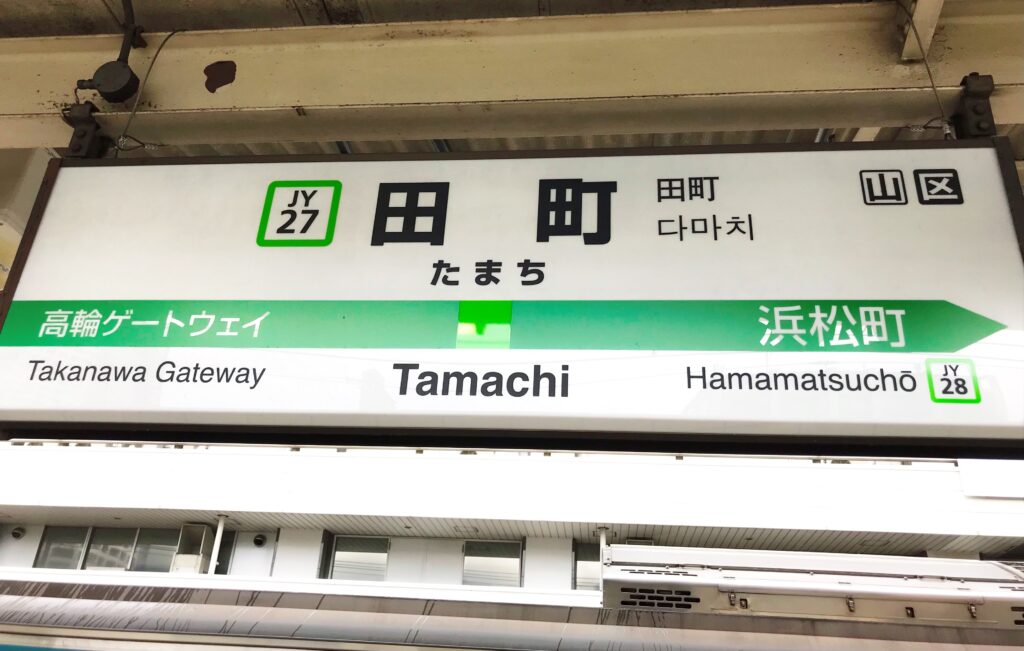 JY
27
田町
田町
다마치
山 区
たまち
高輪ゲートウェイ
浜松町
Takanawa Gateway
Tamachi
Hamamatsuchō
JY
28